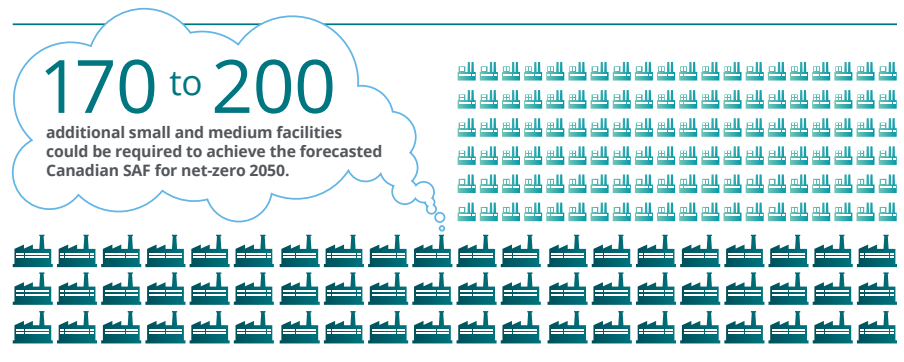 170 to 200
additional small and medium facilities
could be required to achieve the forecasted
Canadian SAF for net-zero 2050.